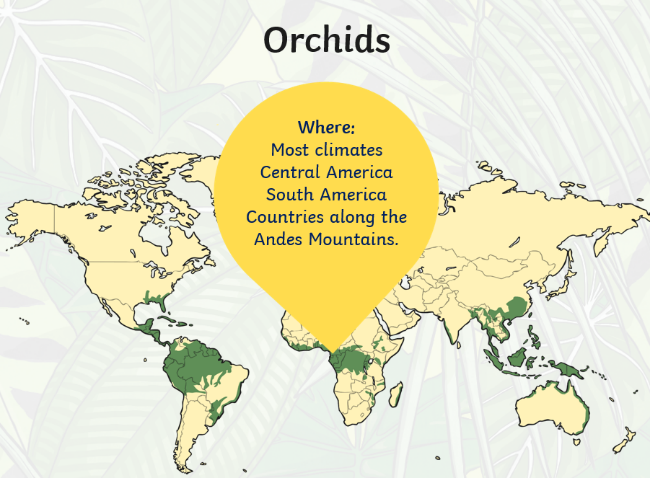 Orchids
Where:
Most climates
Central America
South America
Countries along the
Andes Mountains.